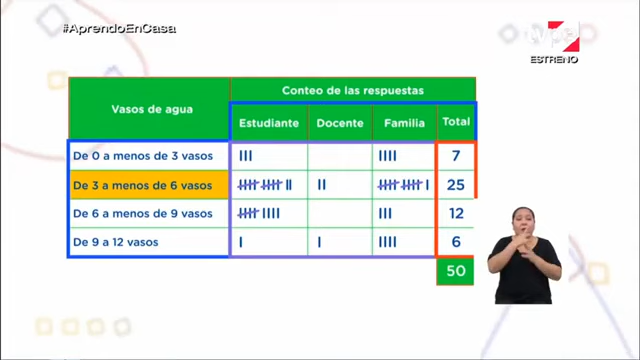 #AprendoEnCasa
tvpe
ESTRENO
Vasos de agua
Conteo de las respuestas
Estudiante Docente Familia Total
De 0 a menos de 3 vasos 7
De 3 a menos de 6 vasos 25
De 6 a menos de 9 vasos 12
De 9 a 12 vasos 6
50